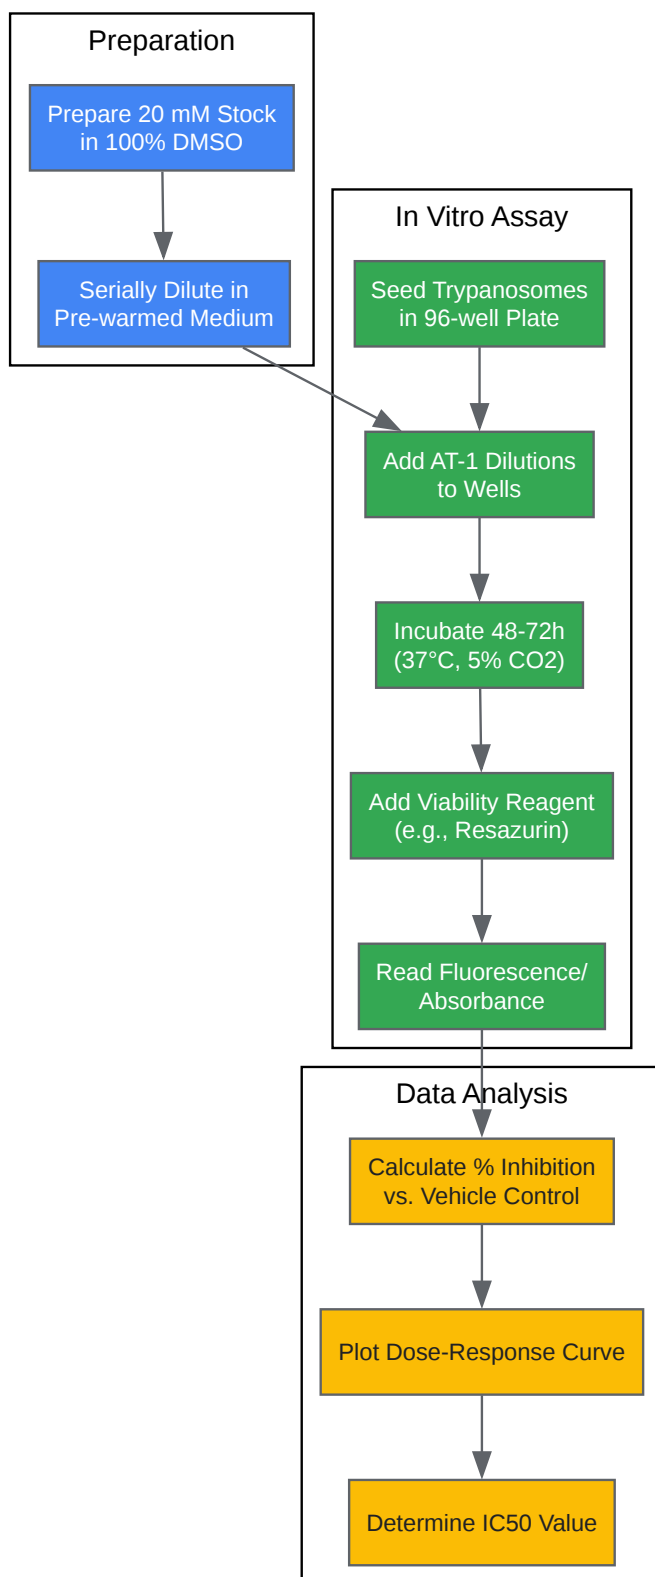 Preparation
Prepare 20 mM Stock
in 100% DMSO
Serially Dilute in
Pre-warmed Medium
In Vitro Assay
Seed Trypanosomes
in 96-well Plate
Add AT-1 Dilutions
to Wells
Incubate 48-72h
(37°C, 5% CO2)
Add Viability Reagent
(e.g., Resazurin)
Read Fluorescence/
Absorbance
Data Analysis
Calculate % Inhibition
vs. Vehicle Control
Plot Dose-Response Curve
Determine IC50 Value